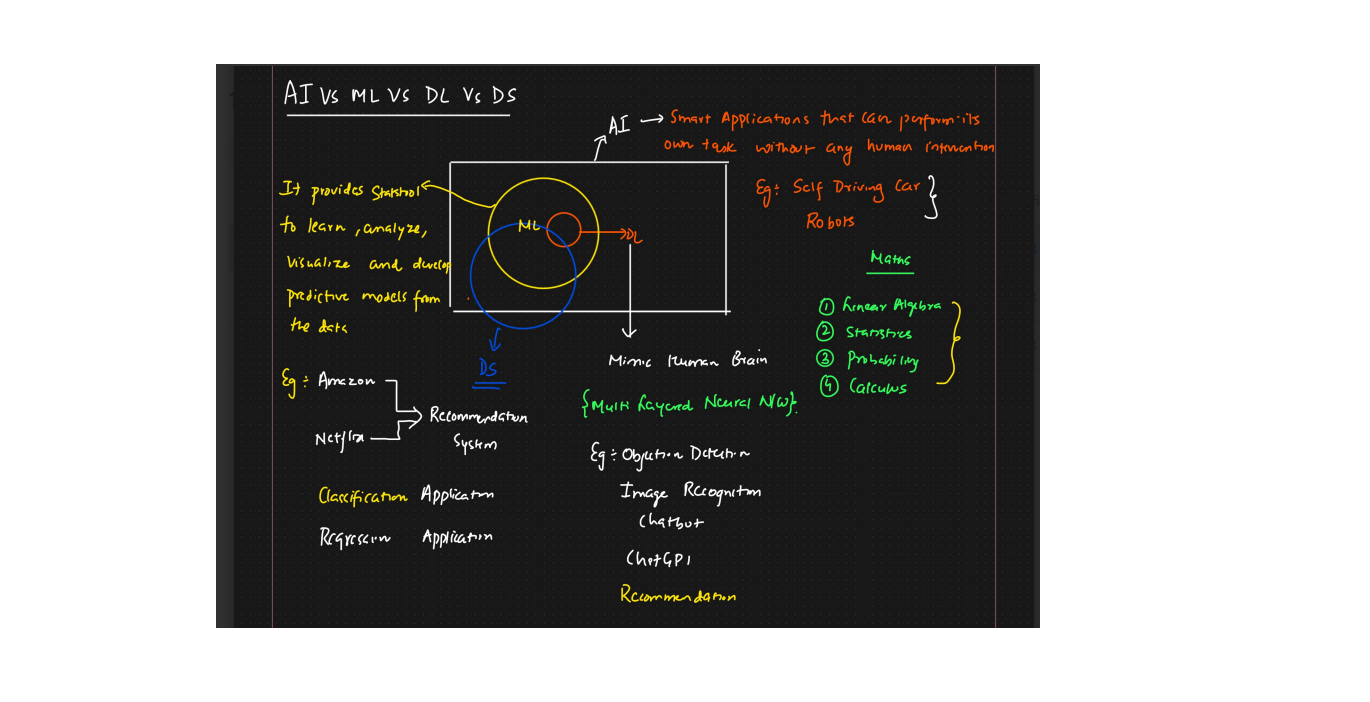 AI Vs ML Vs DL Vs DS
AI → Smart Applications that can perform its
own task without any human intervention
Eg: Self Driving Car
Robots
It provides
to learn, analyze,
Visualize and develop
predictive models from
the data
ML
DL
DS
Maths
① Linear Algebra
② Statistics
③ Probability
④ Calculus
Mimic Human Brain
{Multi Layered Neural N/W}.
Eg: Amazon
Netflix
Recommendation
System
Classification Application
Regression Application
Eg: Objection Detection
Image Recognition
Chatbot
ChatGPT
Recommendation